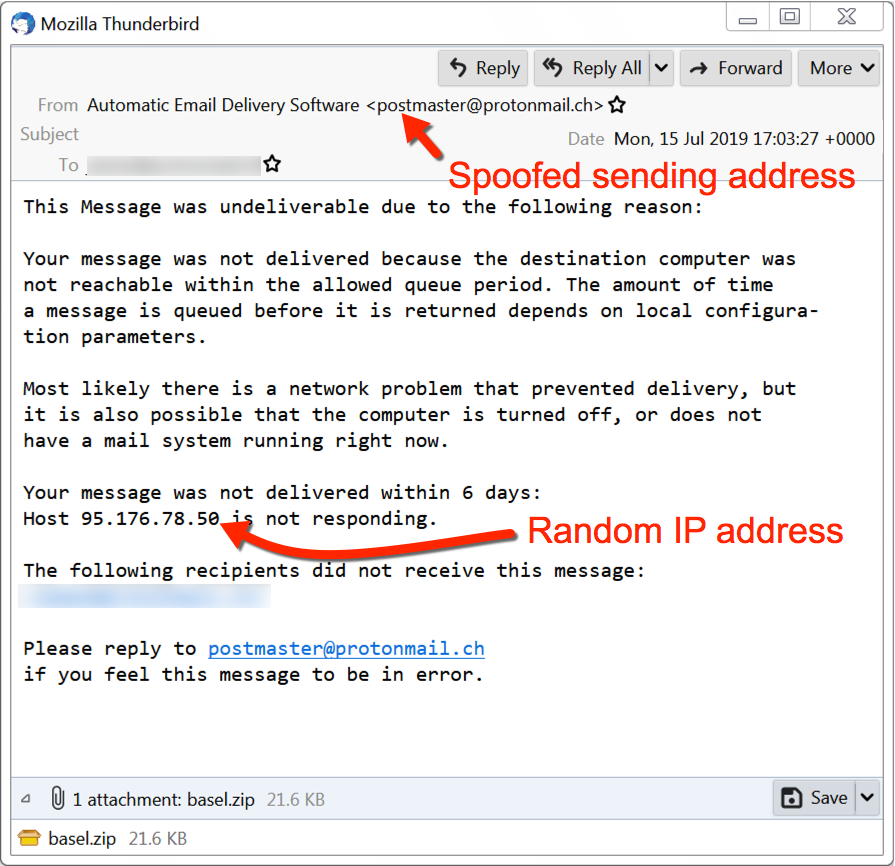 Mozilla Thunderbird
Reply
Reply All
Forward
More
From Automatic Email Delivery Software <postmaster@protonmail.ch>
Subject
Date Mon, 15 Jul 2019 17:03:27 +0000
To
Spoofed sending address
This Message was undeliverable due to the following reason:
Your message was not delivered because the destination computer was
not reachable within the allowed queue period. The amount of time
a message is queued before it is returned depends on local configura-
tion parameters.
Most likely there is a network problem that prevented delivery, but
it is also possible that the computer is turned off, or does not
have a mail system running right now.
Your message was not delivered within 6 days:
Host 95.176.78.50 is not responding.
Random IP address
The following recipients did not receive this message:
Please reply to postmaster@protonmail.ch
if you feel this message to be in error.
1 attachment: basel.zip 21.6 KB
Save
basel.zip 21.6 KB